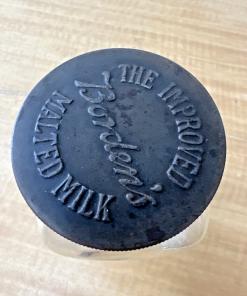 THE IMPROVED
Borden's
MALTED MILK